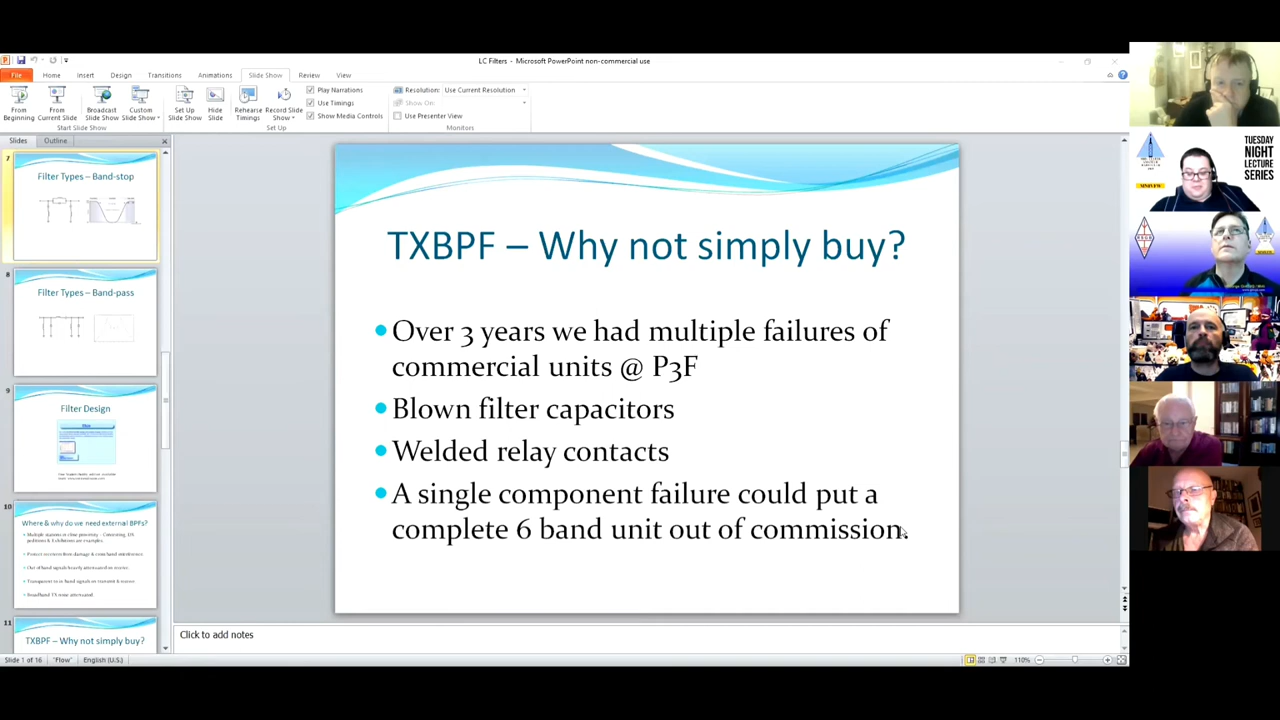 LC Filters - Microsoft PowerPoint non-commercial use
File Home Insert Design Transitions Animations Slide Show Review View
From Beginning
From Current Slide
Broadcast Slide Show
Custom Slide Show
Set Up Slide Show
Hide Slide
Rehearse Timings
Record Slide Show
Play Narrations
Use Timings
Show Media Controls
Resolution: Use Current Resolution
Show On:
Use Presenter View
Start Slide Show
Set Up
Monitors
Slides Outline
7
Filter Types – Band-stop
8
Filter Types – Band-pass
9
Filter Design
10
Where & why do we need external BPFs?
11
TXBPF – Why not simply buy?
TXBPF – Why not simply buy?
Over 3 years we had multiple failures of
commercial units @ P3F
Blown filter capacitors
Welded relay contacts
A single component failure could put a
complete 6 band unit out of commission
Click to add notes
Slide 1 of 16 "Flow" English (U.S.)
110%
TUESDAY
NIGHT
LECTURE
SERIES